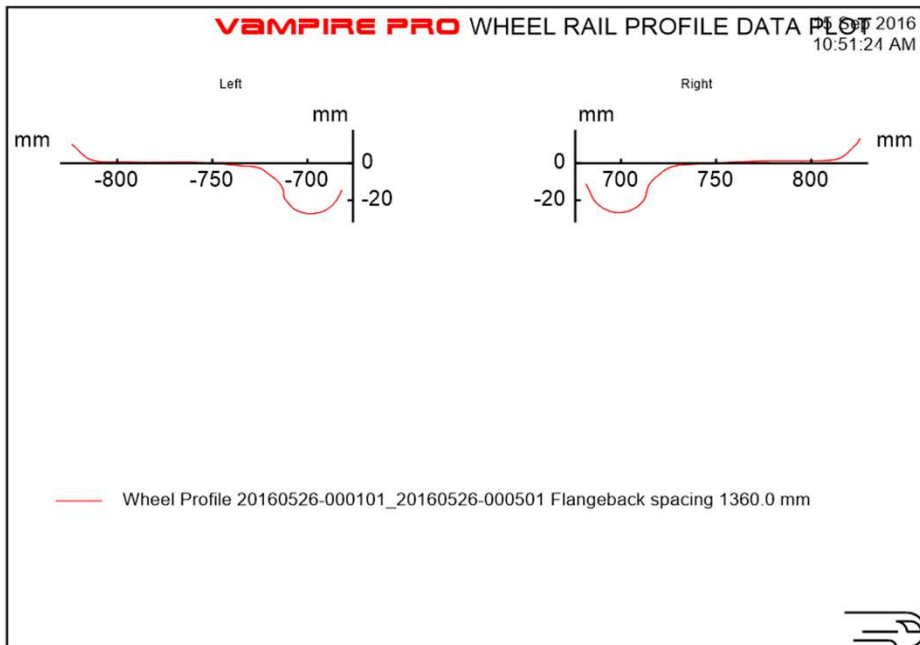 VAMPIRE PRO WHEEL RAIL PROFILE DATA PLOT
15 Sep 2016
10:51:24 AM
Left
Right
mm
mm
mm
mm
0
0
-800
-750
-700
700
750
800
-20
-20
Wheel Profile 20160526-000101_20160526-000501 Flangeback spacing 1360.0 mm